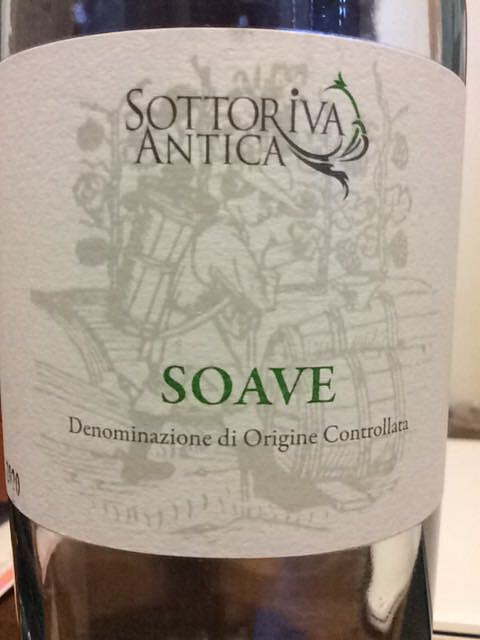 SOTTORIVA
ANTICA
SOAVE
Denominazione di Origine Controllata